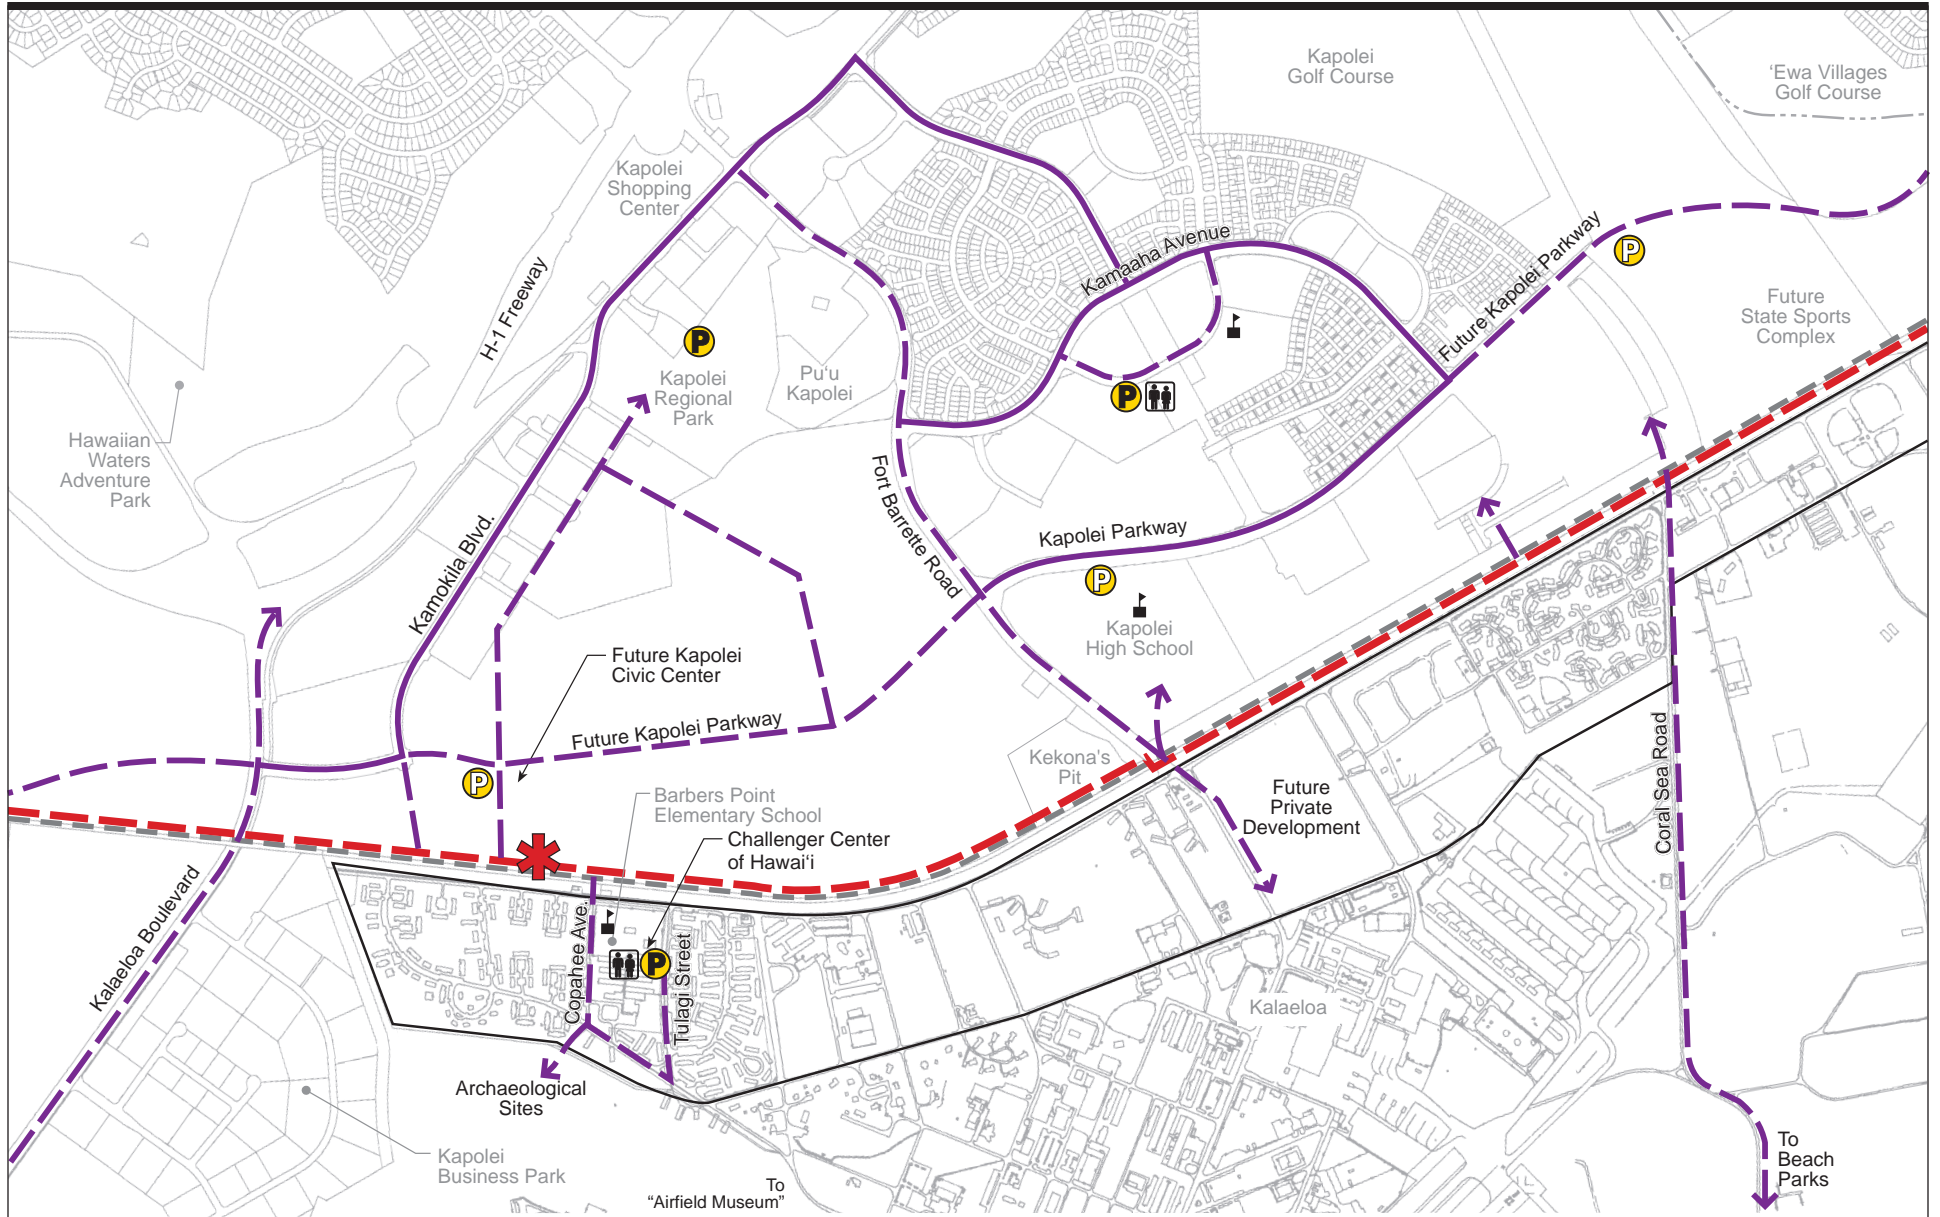 Kapolei
Golf Course
‘Ewa Villages
Golf Course
Kapolei
Shopping
Center
H-1 Freeway
Kamaaha Avenue
Future Kapolei Parkway
P
Future
State Sports
Complex
P
Kapolei
Regional
Park
Pu‘u
Kapolei
P
Hawaiian
Waters
Adventure
Park
Kamokila Blvd.
Fort Barrette Road
Kapolei Parkway
P
Kapolei
High School
Future Kapolei
Civic Center
Future Kapolei Parkway
P
Kekona's
Pit
Future
Private
Development
Coral Sea Road
Barbers Point
Elementary School
Challenger Center
of Hawai‘i
Kalaeloa Boulevard
Copahee Ave.
P
Tulagi Street
Kalaeloa
Archaeological
Sites
Kapolei
Business Park
To
“Airfield Museum”
To
Beach
Parks